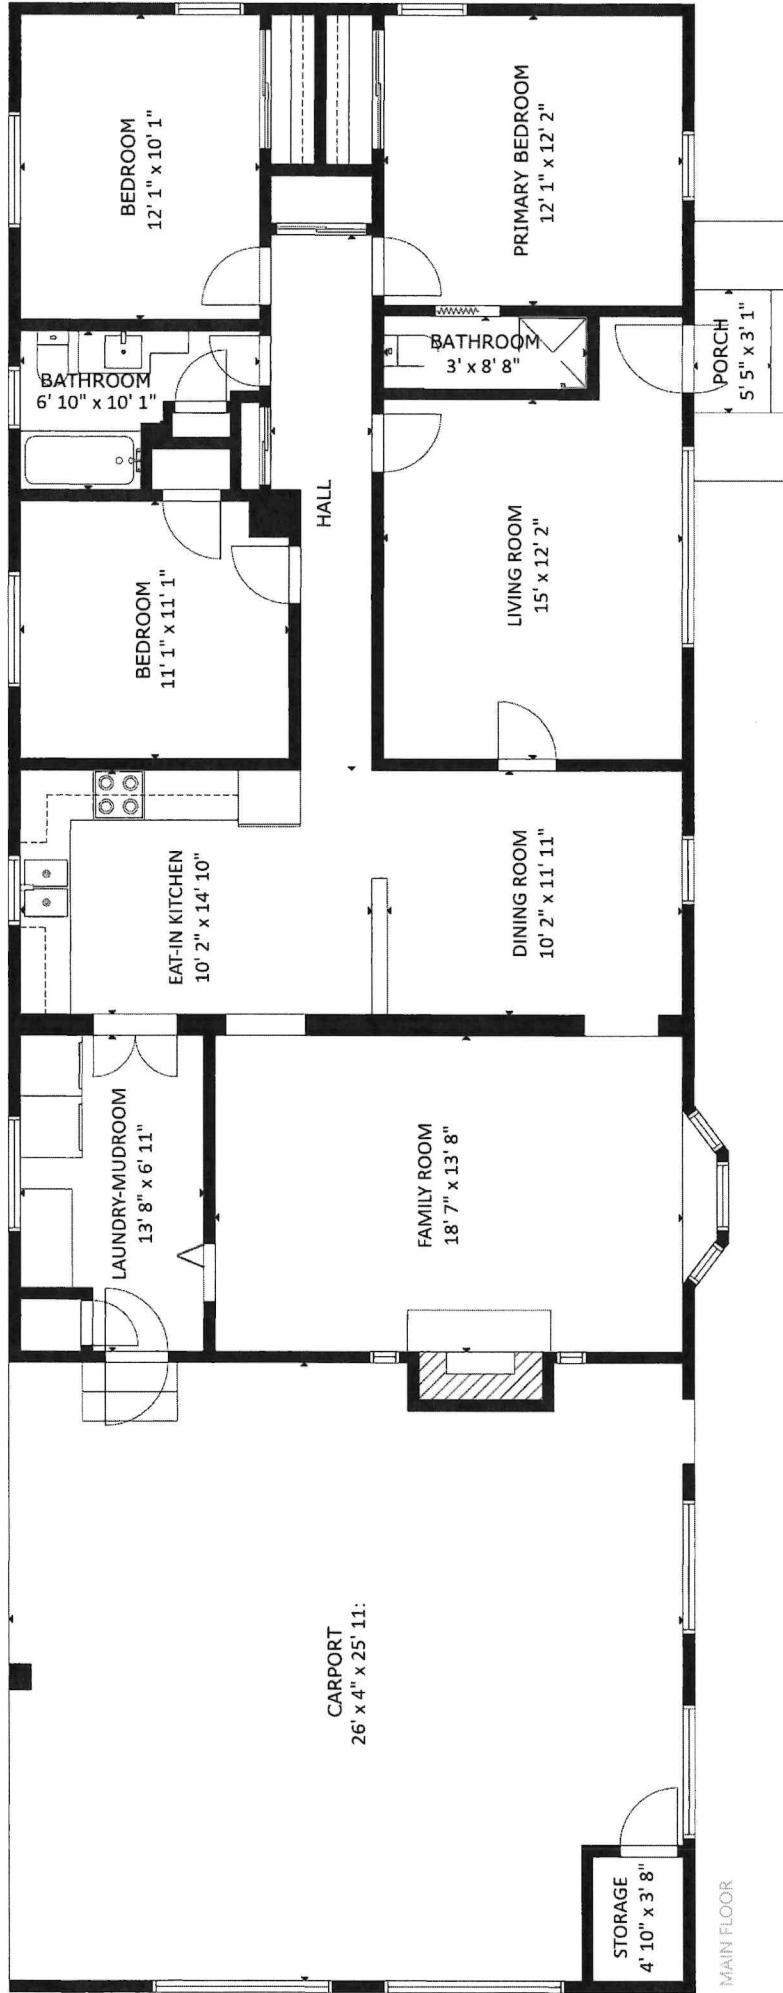 BEDROOM
12' 1" x 10' 1"
PRIMARY BEDROOM
12' 1" x 12' 2"
BATHROOM
6' 10" x 10' 1"
BATHROOM
3' x 8' 8"
PORCH
5' 5" x 3' 1"
HALL
BEDROOM
11' 1" x 11' 1"
LIVING ROOM
15' x 12' 2"
EAT-IN KITCHEN
10' 2" x 14' 10"
DINING ROOM
10' 2" x 11' 11"
LAUNDRY-MUDROOM
13' 8" x 6' 11"
FAMILY ROOM
18' 7" x 13' 8"
CARPORT
26' x 4" x 25' 11:
STORAGE
4' 10" x 3' 8"
MAIN FLOOR